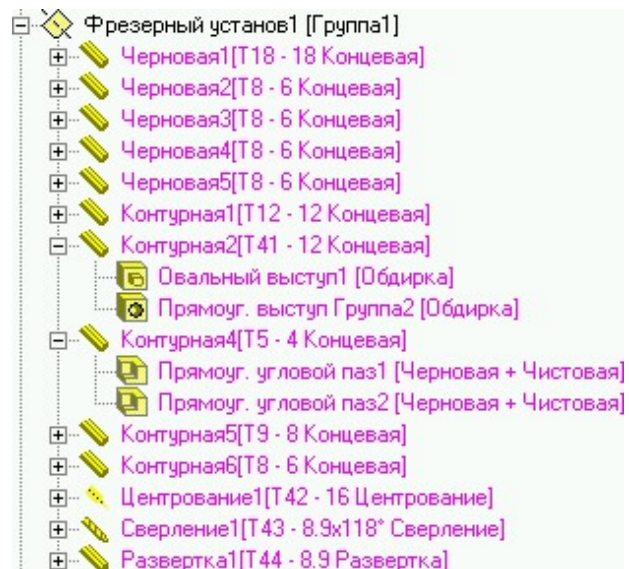 Фрезерный установ1 [Группа1]
Черновая1[T18 - 18 Концевая]
Черновая2[T8 - 6 Концевая]
Черновая3[T8 - 6 Концевая]
Черновая4[T8 - 6 Концевая]
Черновая5[T8 - 6 Концевая]
Контурная1[T12 - 12 Концевая]
Контурная2[T41 - 12 Концевая]
Овальный выступ1 [Обдирка]
Прямоуг. выступ Группа2 [Обдирка]
Контурная4[T5 - 4 Концевая]
Прямоуг. угловой паз1 [Черновая + Чистовая]
Прямоуг. угловой паз2 [Черновая + Чистовая]
Контурная5[T9 - 8 Концевая]
Контурная6[T8 - 6 Концевая]
Центрование1[T42 - 16 Центрование]
Сверление1[T43 - 8.9x118° Сверление]
Развертка1[T44 - 8.9 Развертка]